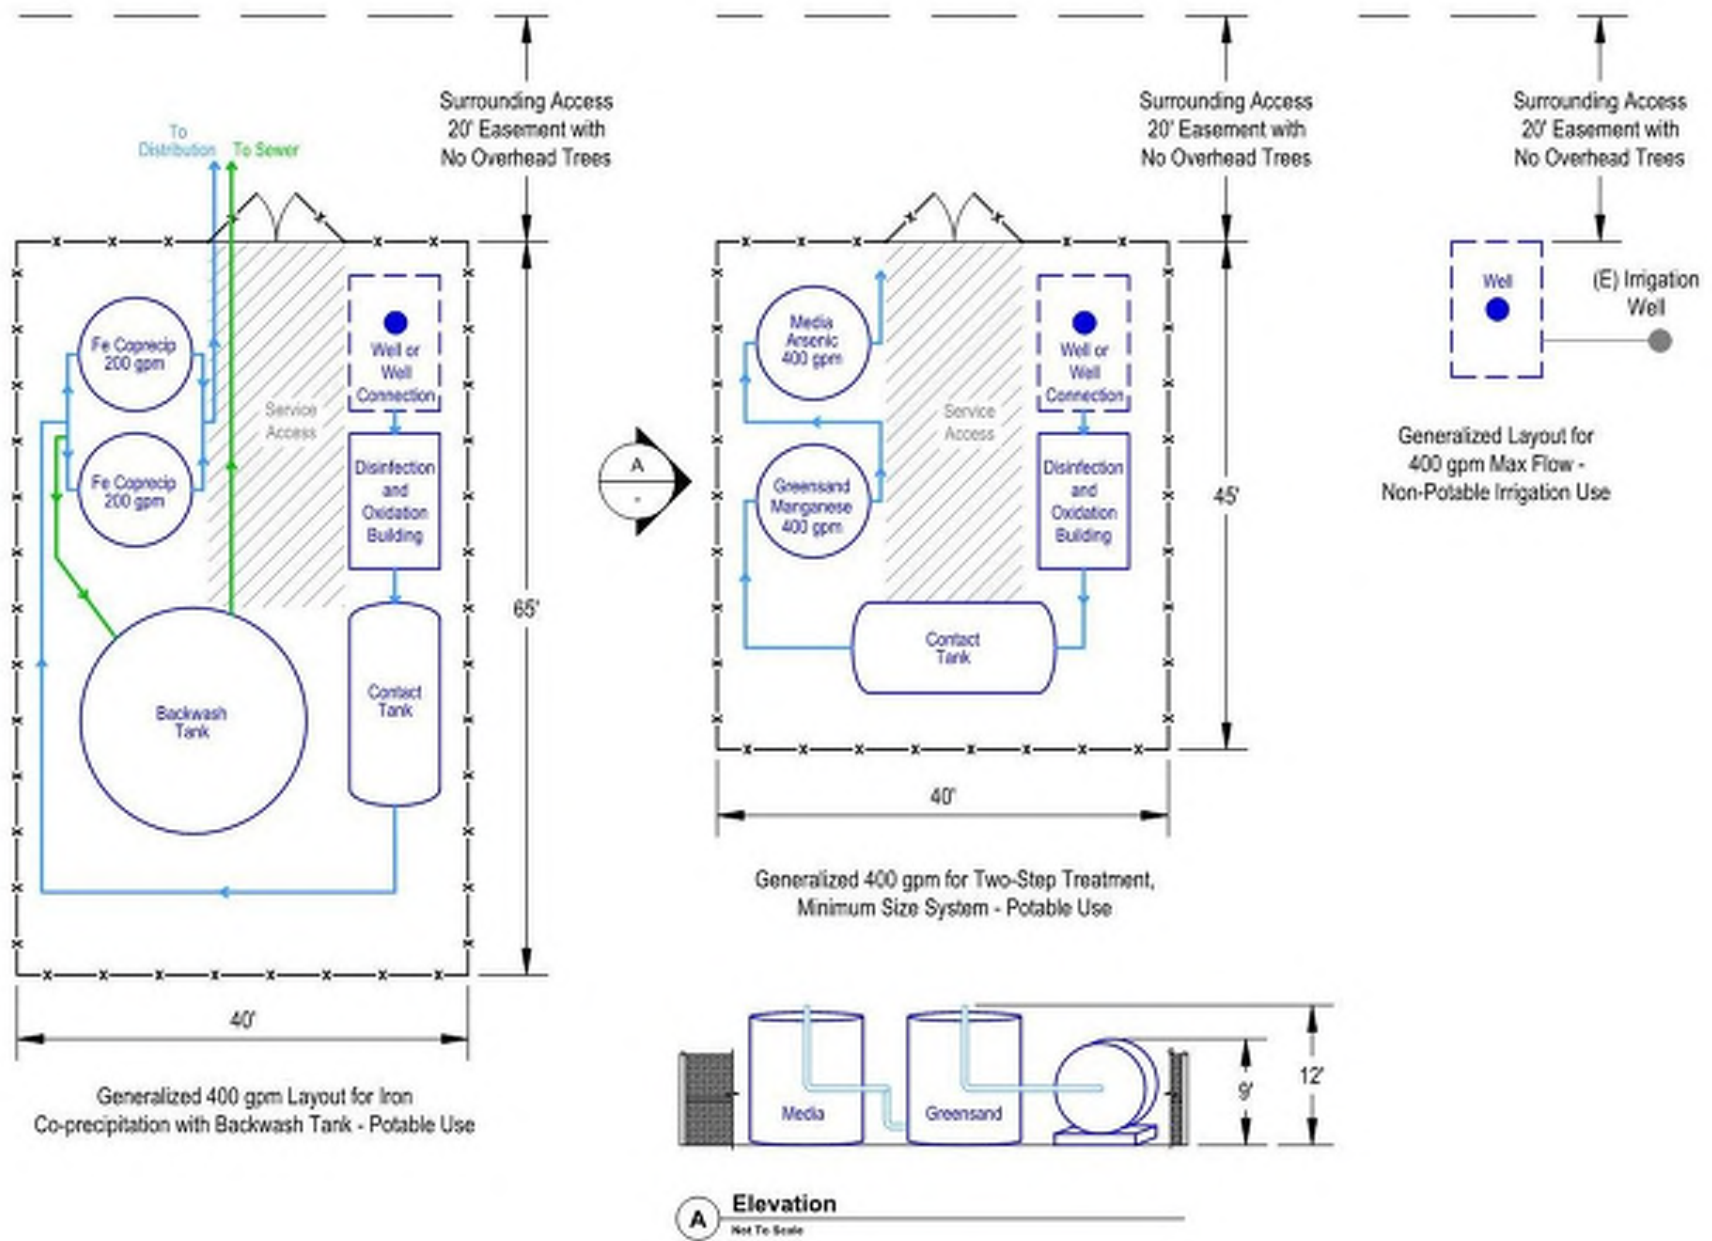 Surrounding Access
20' Easement with
No Overhead Trees
To
Distribution
To Sewer
Fe Coprecip
200 gpm
Fe Coprecip
200 gpm
Service
Access
Well or
Well
Connection
Disinfection
and
Oxidation
Building
Contact
Tank
Backwash
Tank
65'
40'
Generalized 400 gpm Layout for Iron
Co-precipitation with Backwash Tank - Potable Use
Surrounding Access
20' Easement with
No Overhead Trees
A
-
Media
Arsenic
400 gpm
Greensand
Manganese
400 gpm
Service
Access
Well or
Well
Connection
Disinfection
and
Oxidation
Building
Contact
Tank
45'
40'
Generalized 400 gpm for Two-Step Treatment,
Minimum Size System - Potable Use
Surrounding Access
20' Easement with
No Overhead Trees
Well
(E) Irrigation
Well
Generalized Layout for
400 gpm Max Flow -
Non-Potable Irrigation Use
Media
Greensand
9'
12'
A
Elevation
Not To Scale